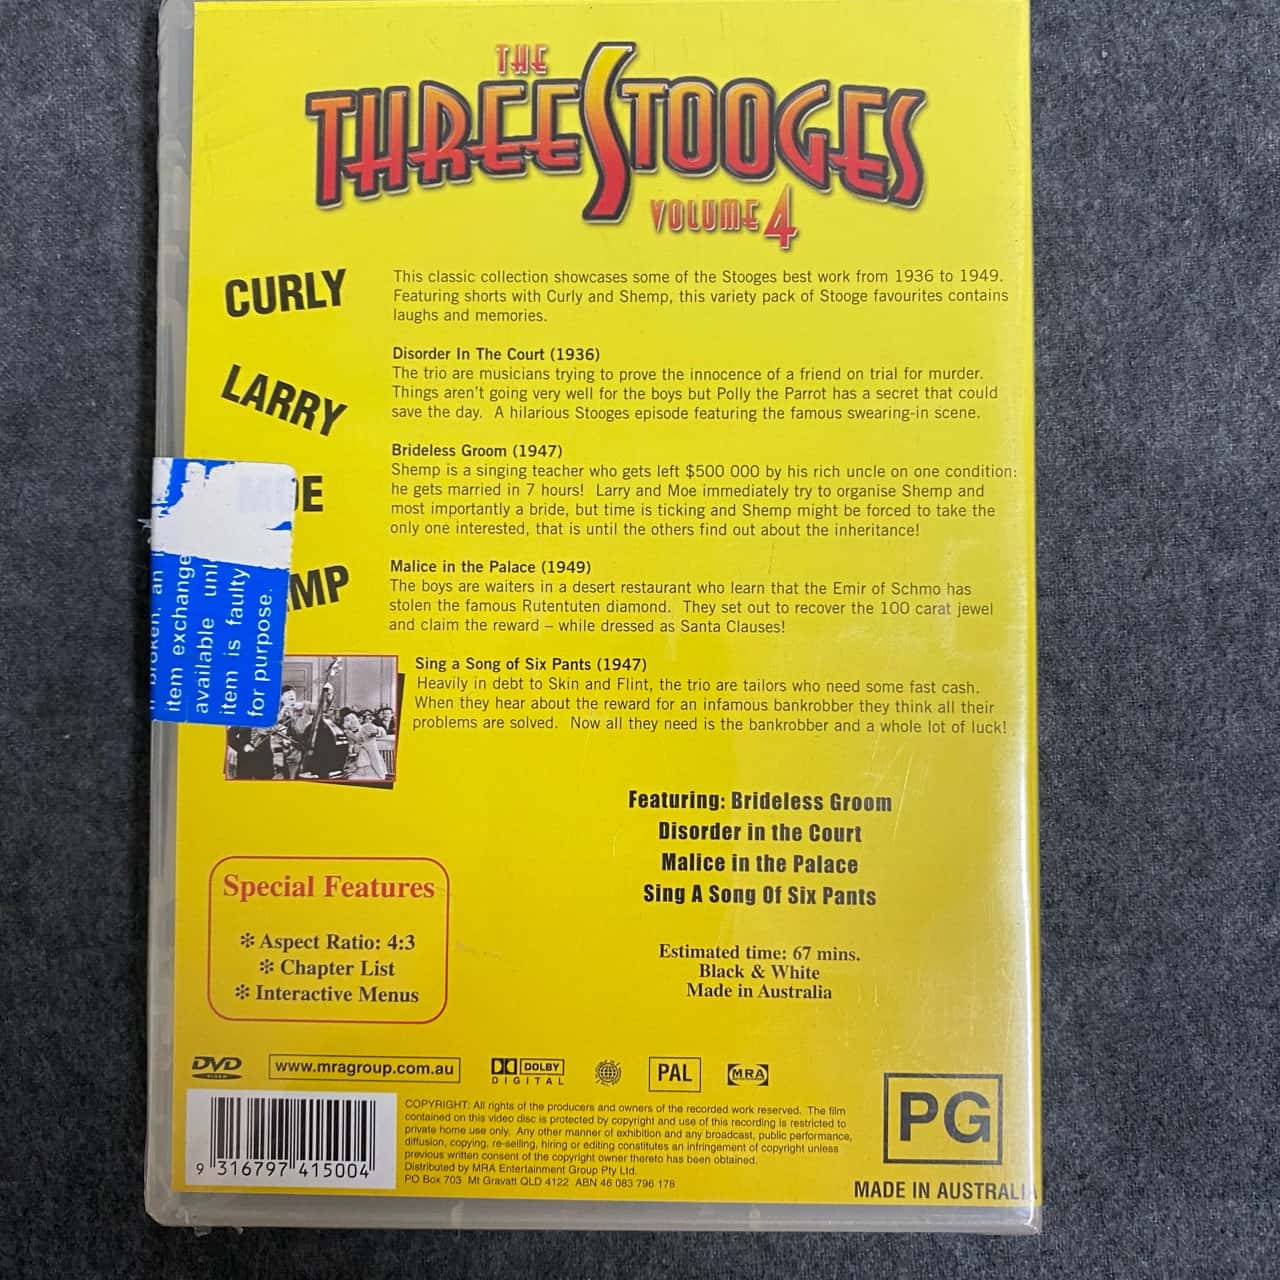 THE
THREE STOOGES
VOLUME 4
CURLY
LARRY
MOE
This classic collection showcases some of the Stooges best work from 1936 to 1949.
Featuring shorts with Curly and Shemp, this variety pack of Stooge favourites contains
laughs and memories.
Disorder In The Court (1936)
The trio are musicians trying to prove the innocence of a friend on trial for murder.
Things aren't going very well for the boys but Polly the Parrot has a secret that could
save the day. A hilarious Stooges episode featuring the famous swearing-in scene.
Brideless Groom (1947)
Shemp is a singing teacher who gets left $500 000 by his rich uncle on one condition:
he gets married in 7 hours! Larry and Moe immediately try to organise Shemp and
most importantly a bride, but time is ticking and Shemp might be forced to take the
only one interested, that is until the others find out about the inheritance!
Malice in the Palace (1949)
The boys are waiters in a desert restaurant who learn that the Emir of Schmo has
stolen the famous Rutentuten diamond. They set out to recover the 100 carat jewel
and claim the reward – while dressed as Santa Clauses!
Sing a Song of Six Pants (1947)
Heavily in debt to Skin and Flint, the trio are tailors who need some fast cash.
When they hear about the reward for an infamous bankrobber they think all their
problems are solved. Now all they need is the bankrobber and a whole lot of luck!
broken, an
item exchange
available unl
item is faulty
for purpose.
Featuring: Brideless Groom
Disorder in the Court
Malice in the Palace
Sing A Song Of Six Pants
Special Features
✻ Aspect Ratio: 4:3
✻ Chapter List
✻ Interactive Menus
Estimated time: 67 mins.
Black & White
Made in Australia
DVD
VIDEO
www.mragroup.com.au
DOLBY
DIGITAL
PAL
MRA
PG
COPYRIGHT: All rights of the producers and owners of the recorded work reserved. The film
contained on this video disc is protected by copyright and use of this recording is restricted to
private home use only. Any other manner of exhibition and any broadcast, public performance,
diffusion, copying, re-selling, hiring or editing constitutes an infringement of copyright unless
previous written consent of the copyright owner thereto has been obtained.
Distributed by MRA Entertainment Group Pty Ltd.
PO Box 703 Mt Gravatt QLD 4122 ABN 46 083 796 178
9 316797 415004
MADE IN AUSTRALIA